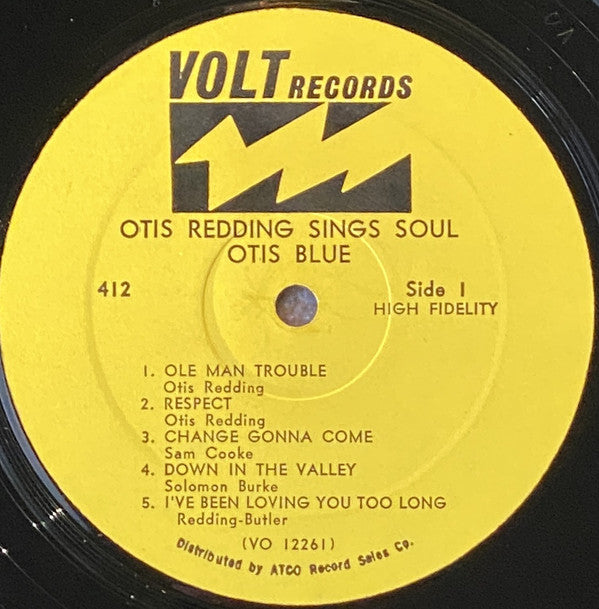 VOLT RECORDS
OTIS REDDING SINGS SOUL
OTIS BLUE
412
Side 1
HIGH FIDELITY
1. OLE MAN TROUBLE
Otis Redding
2. RESPECT
Otis Redding
3. CHANGE GONNA COME
Sam Cooke
4. DOWN IN THE VALLEY
Solomon Burke
5. I'VE BEEN LOVING YOU TOO LONG
Redding-Butler
(VO 12261)
Distributed by ATCO Record Sales Co.